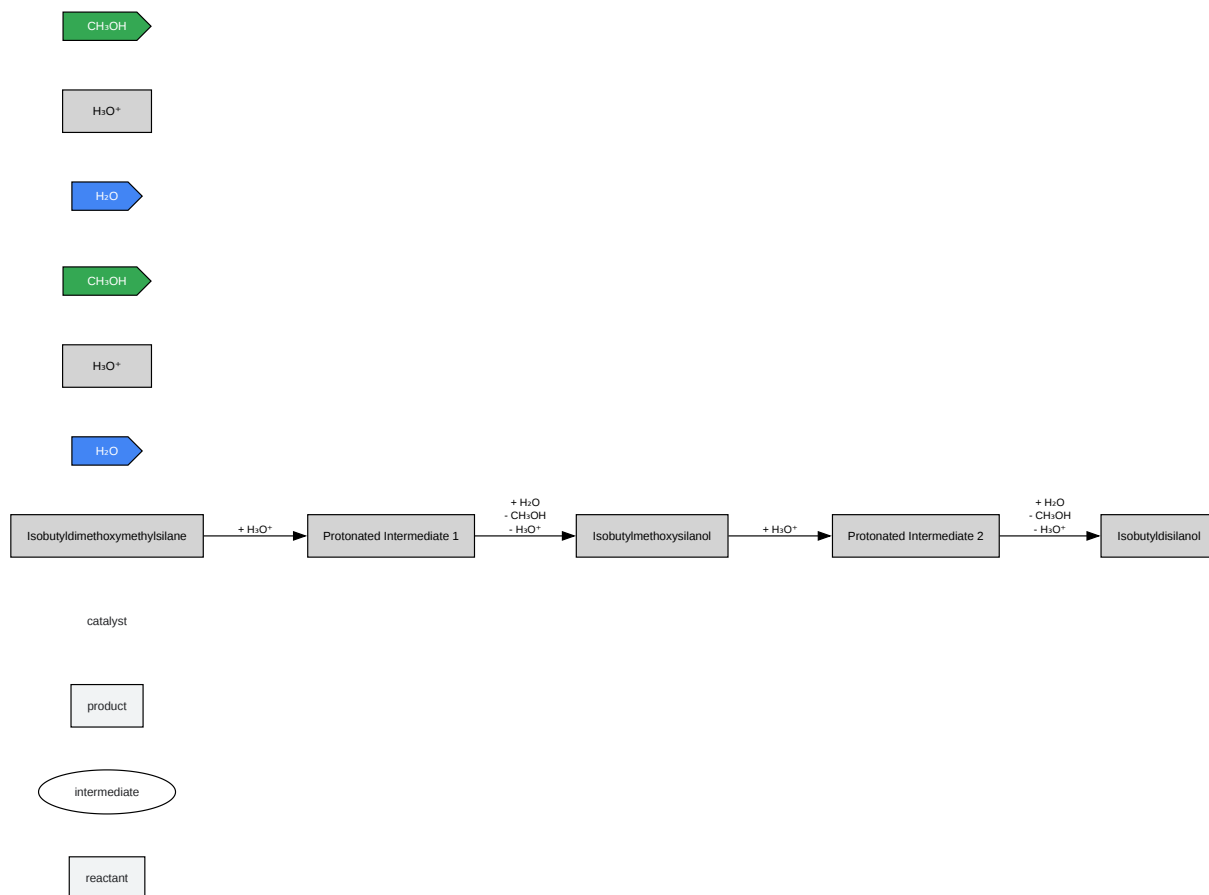 CH₃OH
H₃O⁺
H₂O
CH₃OH
H₃O⁺
H₂O
Isobutyldimethoxymethylsilane
+ H₃O⁺
Protonated Intermediate 1
+ H₂O
- CH₃OH
- H₃O⁺
Isobutylmethoxysilanol
+ H₃O⁺
Protonated Intermediate 2
+ H₂O
- CH₃OH
- H₃O⁺
Isobutyldisilanol
catalyst
product
intermediate
reactant